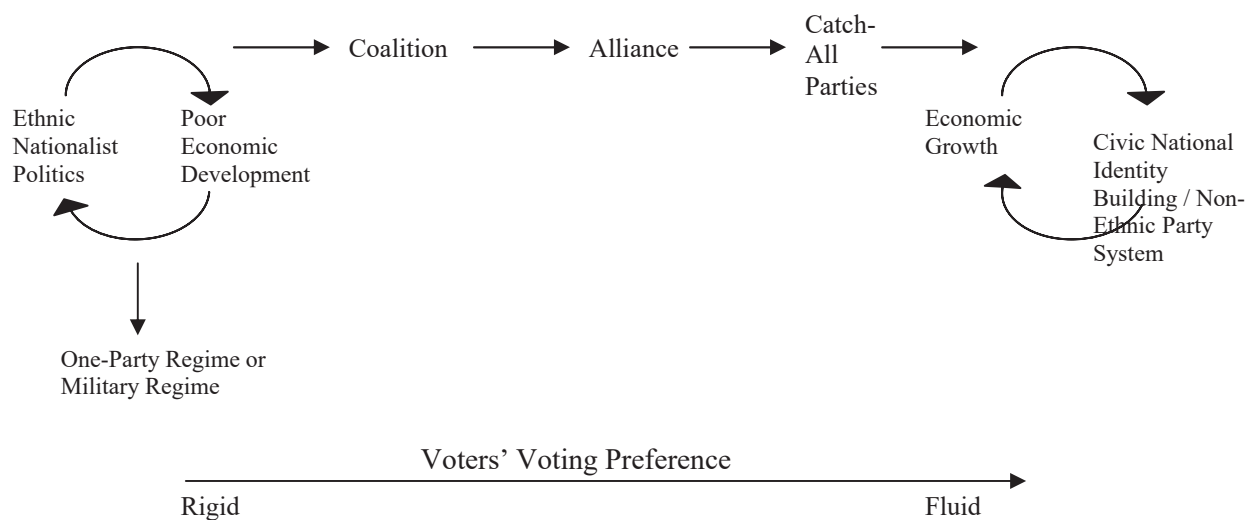 Coalition
Alliance
Catch-
All
Parties
Ethnic
Nationalist
Politics
Poor
Economic
Development
Economic
Growth
Civic National
Identity
Building / Non-
Ethnic Party
System
One-Party Regime or
Military Regime
Voters’ Voting Preference
Rigid
Fluid